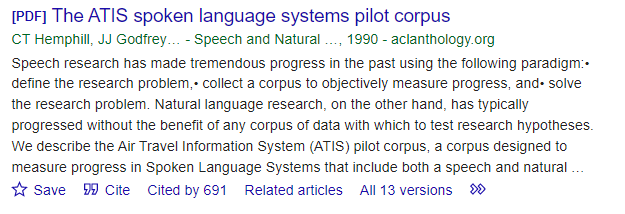 [PDF] The ATIS spoken language systems pilot corpus
CT Hemphill, JJ Godfrey… - Speech and Natural …, 1990 - aclanthology.org
Speech research has made tremendous progress in the past using the following paradigm:•
define the research problem,• collect a corpus to objectively measure progress, and• solve
the research problem. Natural language research, on the other hand, has typically
progressed without the benefit of any corpus of data with which to test research hypotheses.
We describe the Air Travel Information System (ATIS) pilot corpus, a corpus designed to
measure progress in Spoken Language Systems that include both a speech and natural …
Save Cite Cited by 691 Related articles All 13 versions